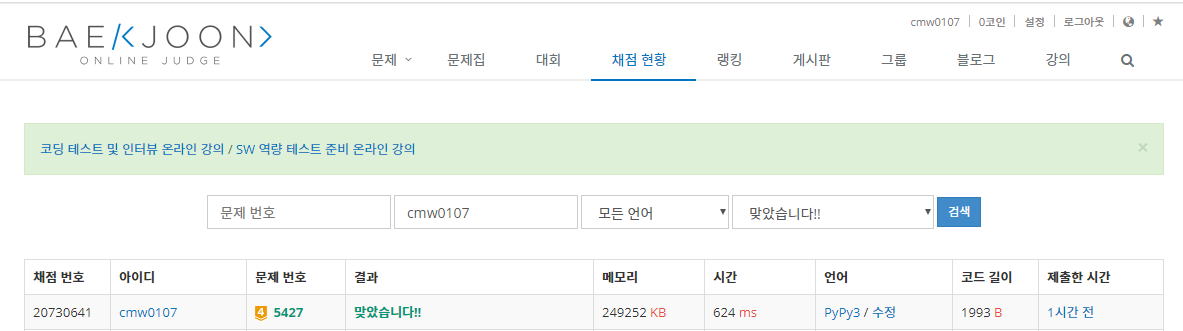 cmw0107 0코인 설정 로그아웃
BAEKJOON>
ONLINE JUDGE
문제 문제집 대회 채점 현황 랭킹 게시판 그룹 블로그 강의
코딩 테스트 및 인터뷰 온라인 강의 / SW 역량 테스트 준비 온라인 강의 ×
문제 번호 cmw0107 모든 언어 맞았습니다!! 검색
채점 번호 아이디 문제 번호 결과 메모리 시간 언어 코드 길이 제출한 시간
20730641 cmw0107 4 5427 맞았습니다!! 249252 KB 624 ms PyPy3 / 수정 1993 B 1시간 전